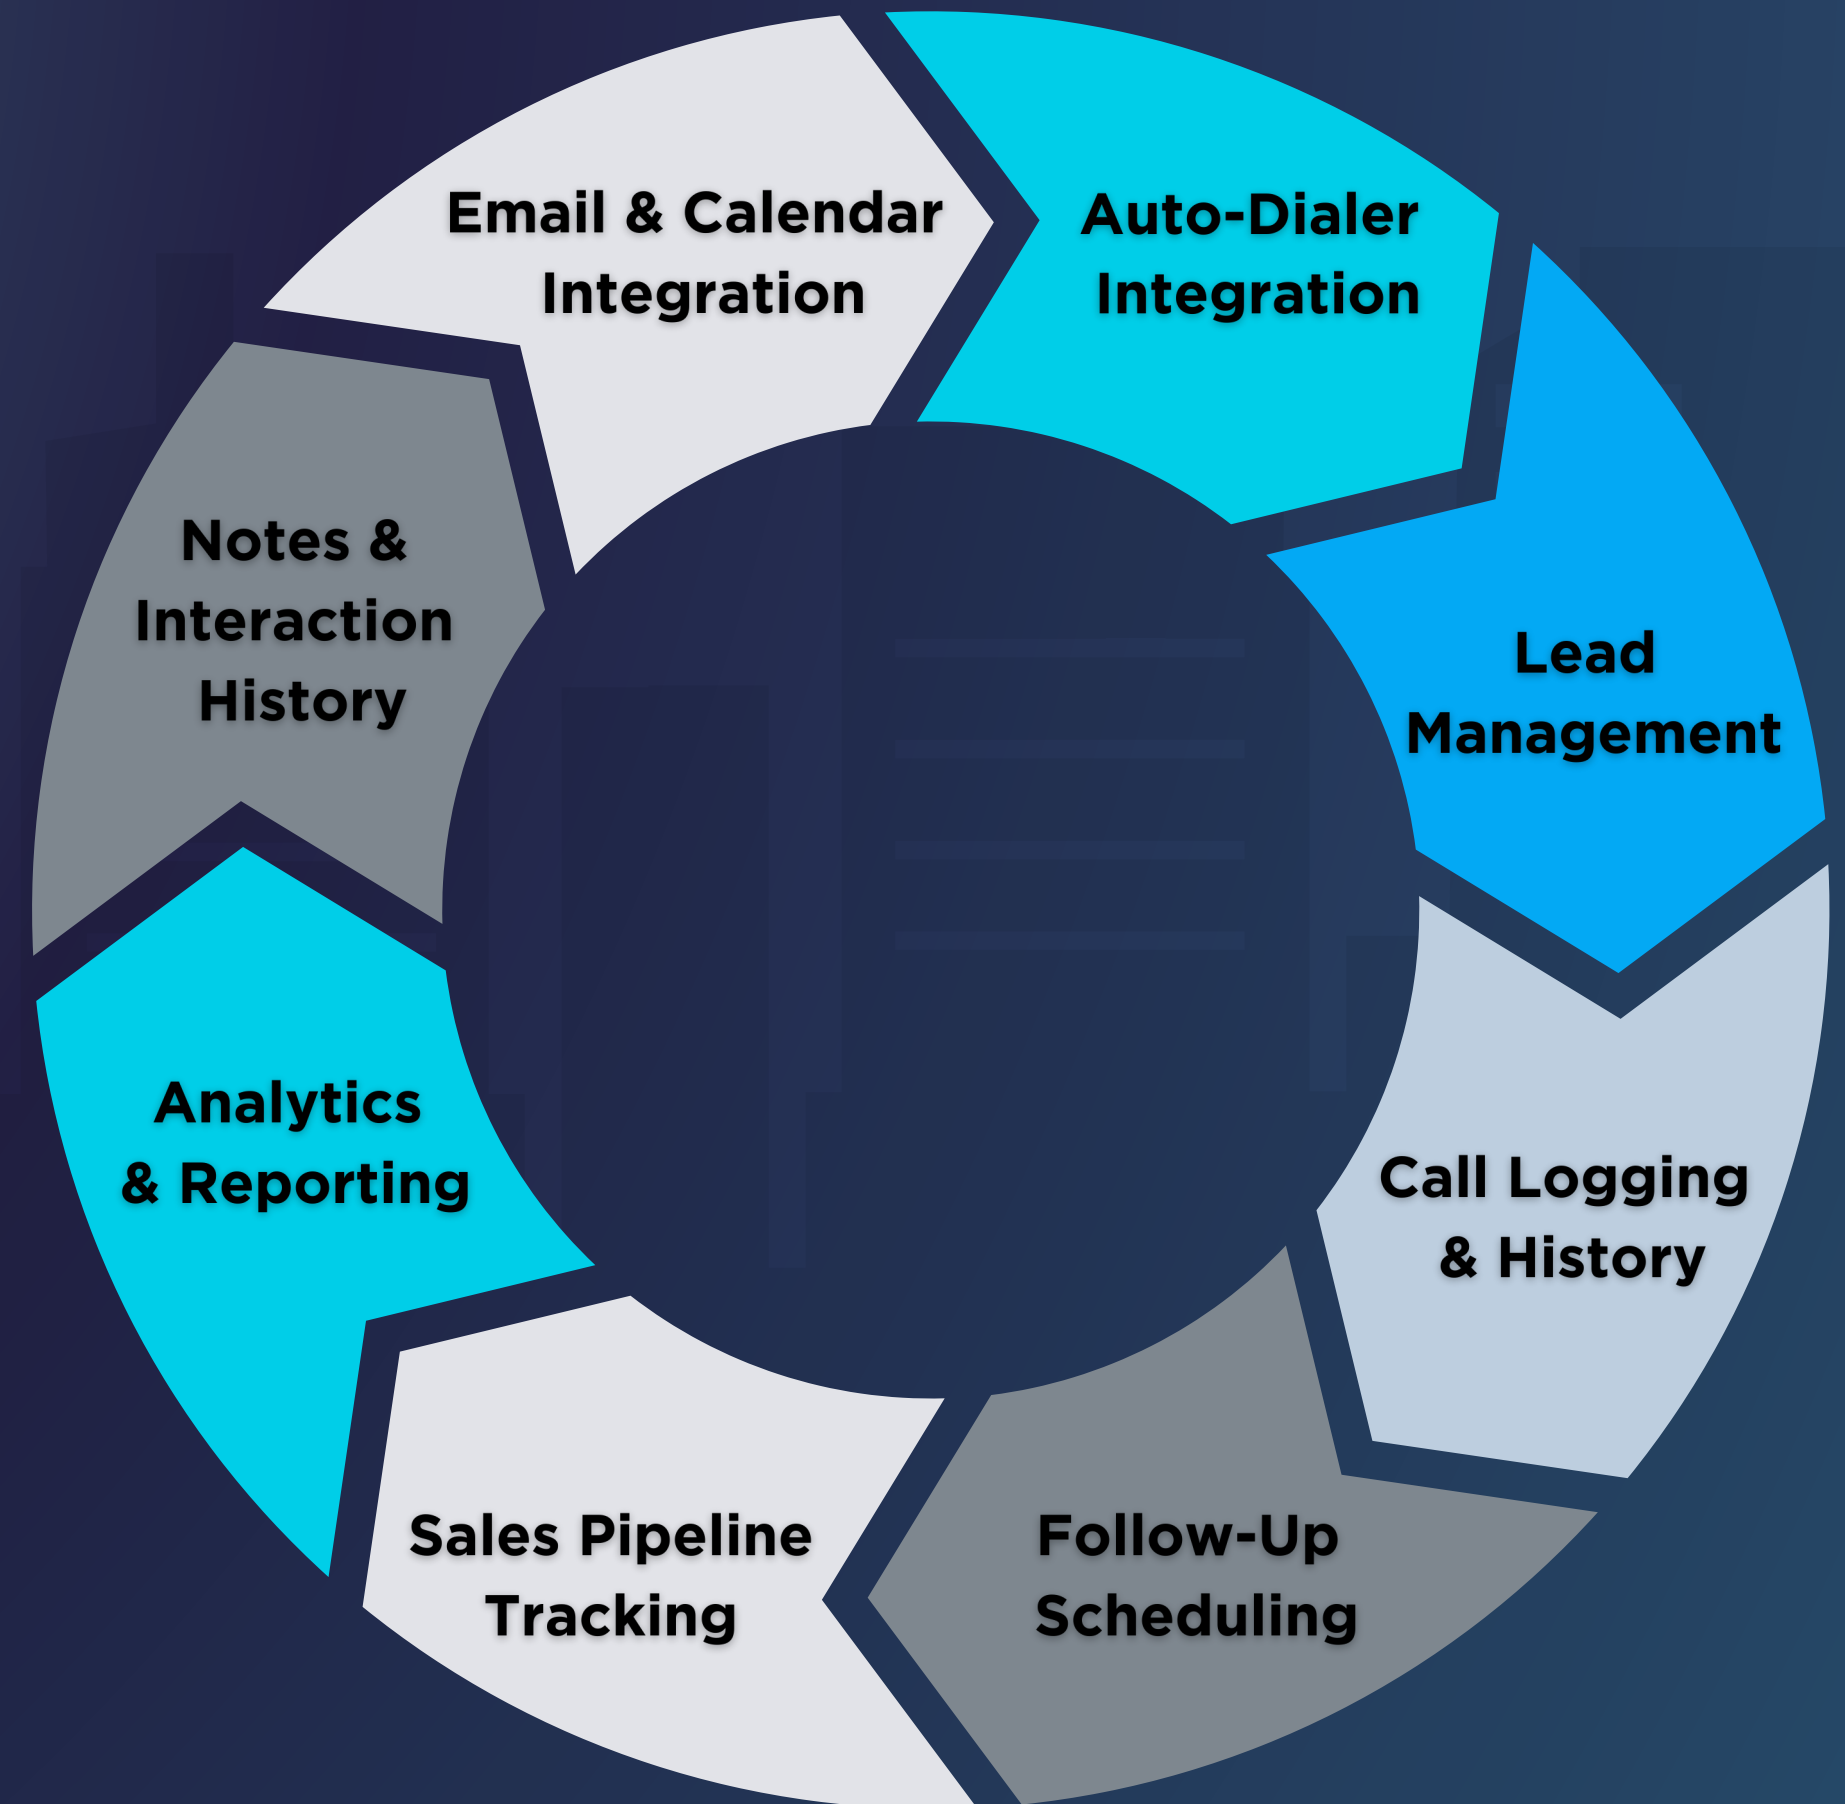 Email & Calendar
Integration
Auto-Dialer
Integration
Lead
Management
Call Logging
& History
Follow-Up
Scheduling
Sales Pipeline
Tracking
Analytics
& Reporting
Notes &
Interaction
History